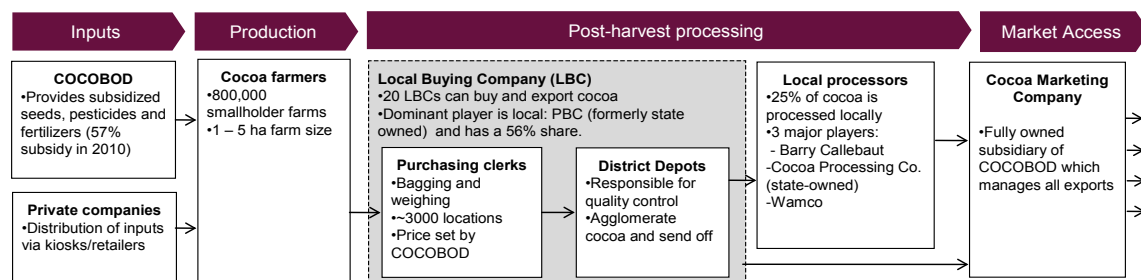 Inputs
Production
Post-harvest processing
Market Access
COCOBOD
•Provides subsidized
seeds, pesticides and
fertilizers (57%
subsidy in 2010)
Private companies
•Distribution of inputs
via kiosks/retailers
Cocoa farmers
•800,000
smallholder farms
•1 – 5 ha farm size
Local Buying Company (LBC)
•20 LBCs can buy and export cocoa
•Dominant player is local: PBC (formerly state
owned) and has a 56% share.
Purchasing clerks
•Bagging and
weighing
•~3000 locations
•Price set by
COCOBOD
District Depots
•Responsible for
quality control
•Agglomerate
cocoa and send off
Local processors
•25% of cocoa is
processed locally
•3 major players:
- Barry Callebaut
-Cocoa Processing Co.
(state-owned)
-Wamco
Cocoa Marketing
Company
•Fully owned
subsidiary of
COCOBOD which
manages all exports